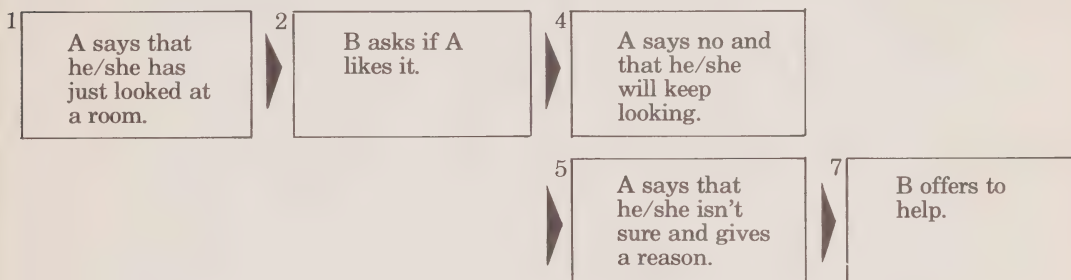 1
A says that
he/she has
just looked at
a room.
2
B asks if A
likes it.
4
A says no and
that he/she
will keep
looking.
5
A says that
he/she isn't
sure and gives
a reason.
7
B offers to
help.